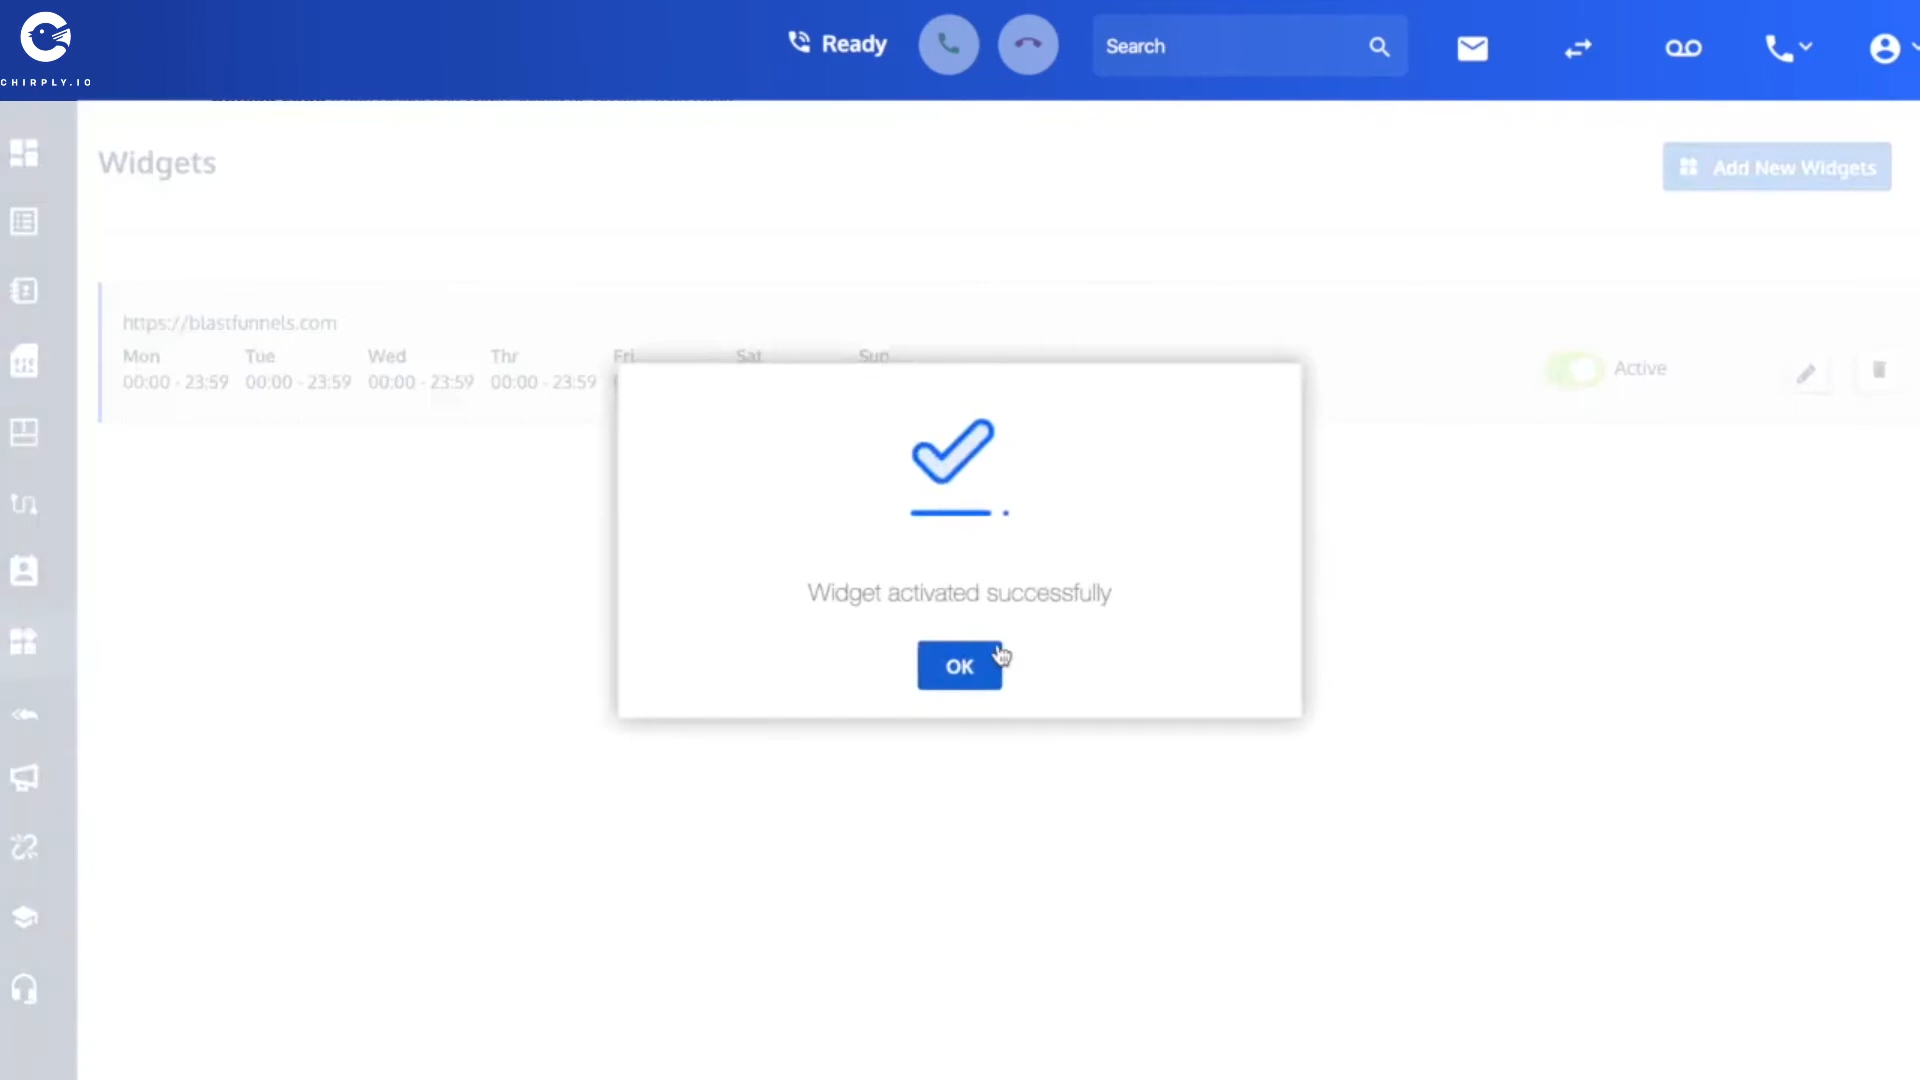 CHIRPLY.IO
Ready
Search
Widgets
Add New Widgets
https://blastfunnels.com
Mon Tue Wed Thr Fri Sat Sun
00:00 - 23:59 00:00 - 23:59 00:00 - 23:59 00:00 - 23:59
Active
Widget activated successfully
OK